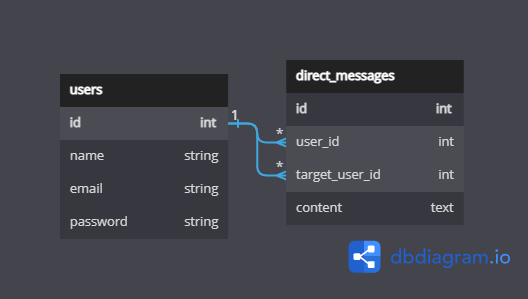 users
id int
name string
email string
password string
1
*
*
direct_messages
id int
user_id int
target_user_id int
content text
dbdiagram.io